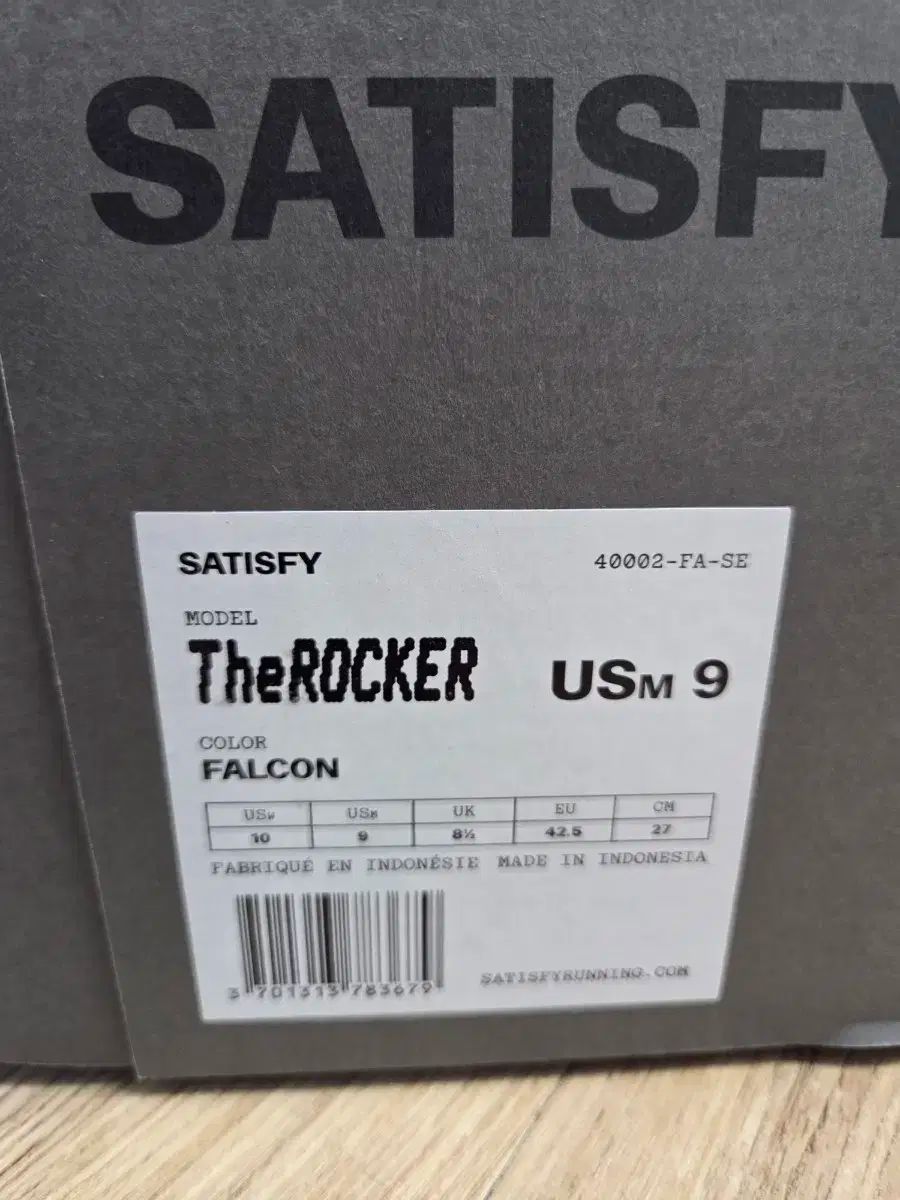 SATISFY
SATISFY 40002-FA-SE
MODEL
TheROCKER USM 9
COLOR
FALCON
USW USM UK EU CM
10 9 8½ 42.5 27
FABRIQUÉ EN INDONÉSIE MADE IN INDONESIA
SATISFYRUNNING.COM
3 701313 783679